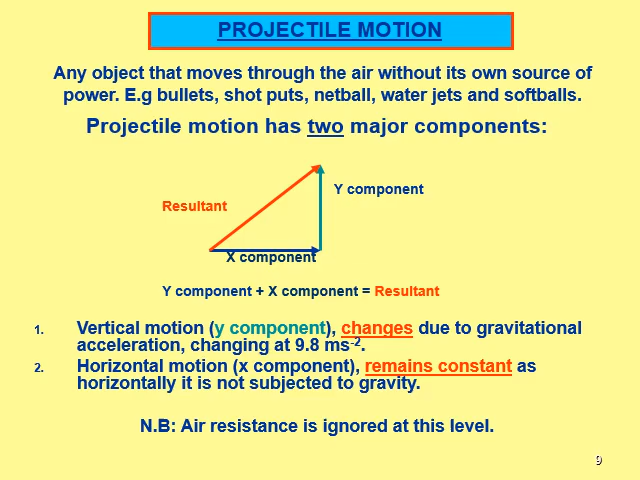 PROJECTILE MOTION
Any object that moves through the air without its own source of
power. E.g bullets, shot puts, netball, water jets and softballs.
Projectile motion has two major components:
Y component
Resultant
X component
Y component + X component = Resultant
1. Vertical motion (y component), changes due to gravitational
acceleration, changing at 9.8 ms-2.
2. Horizontal motion (x component), remains constant as
horizontally it is not subjected to gravity.
N.B: Air resistance is ignored at this level.
9